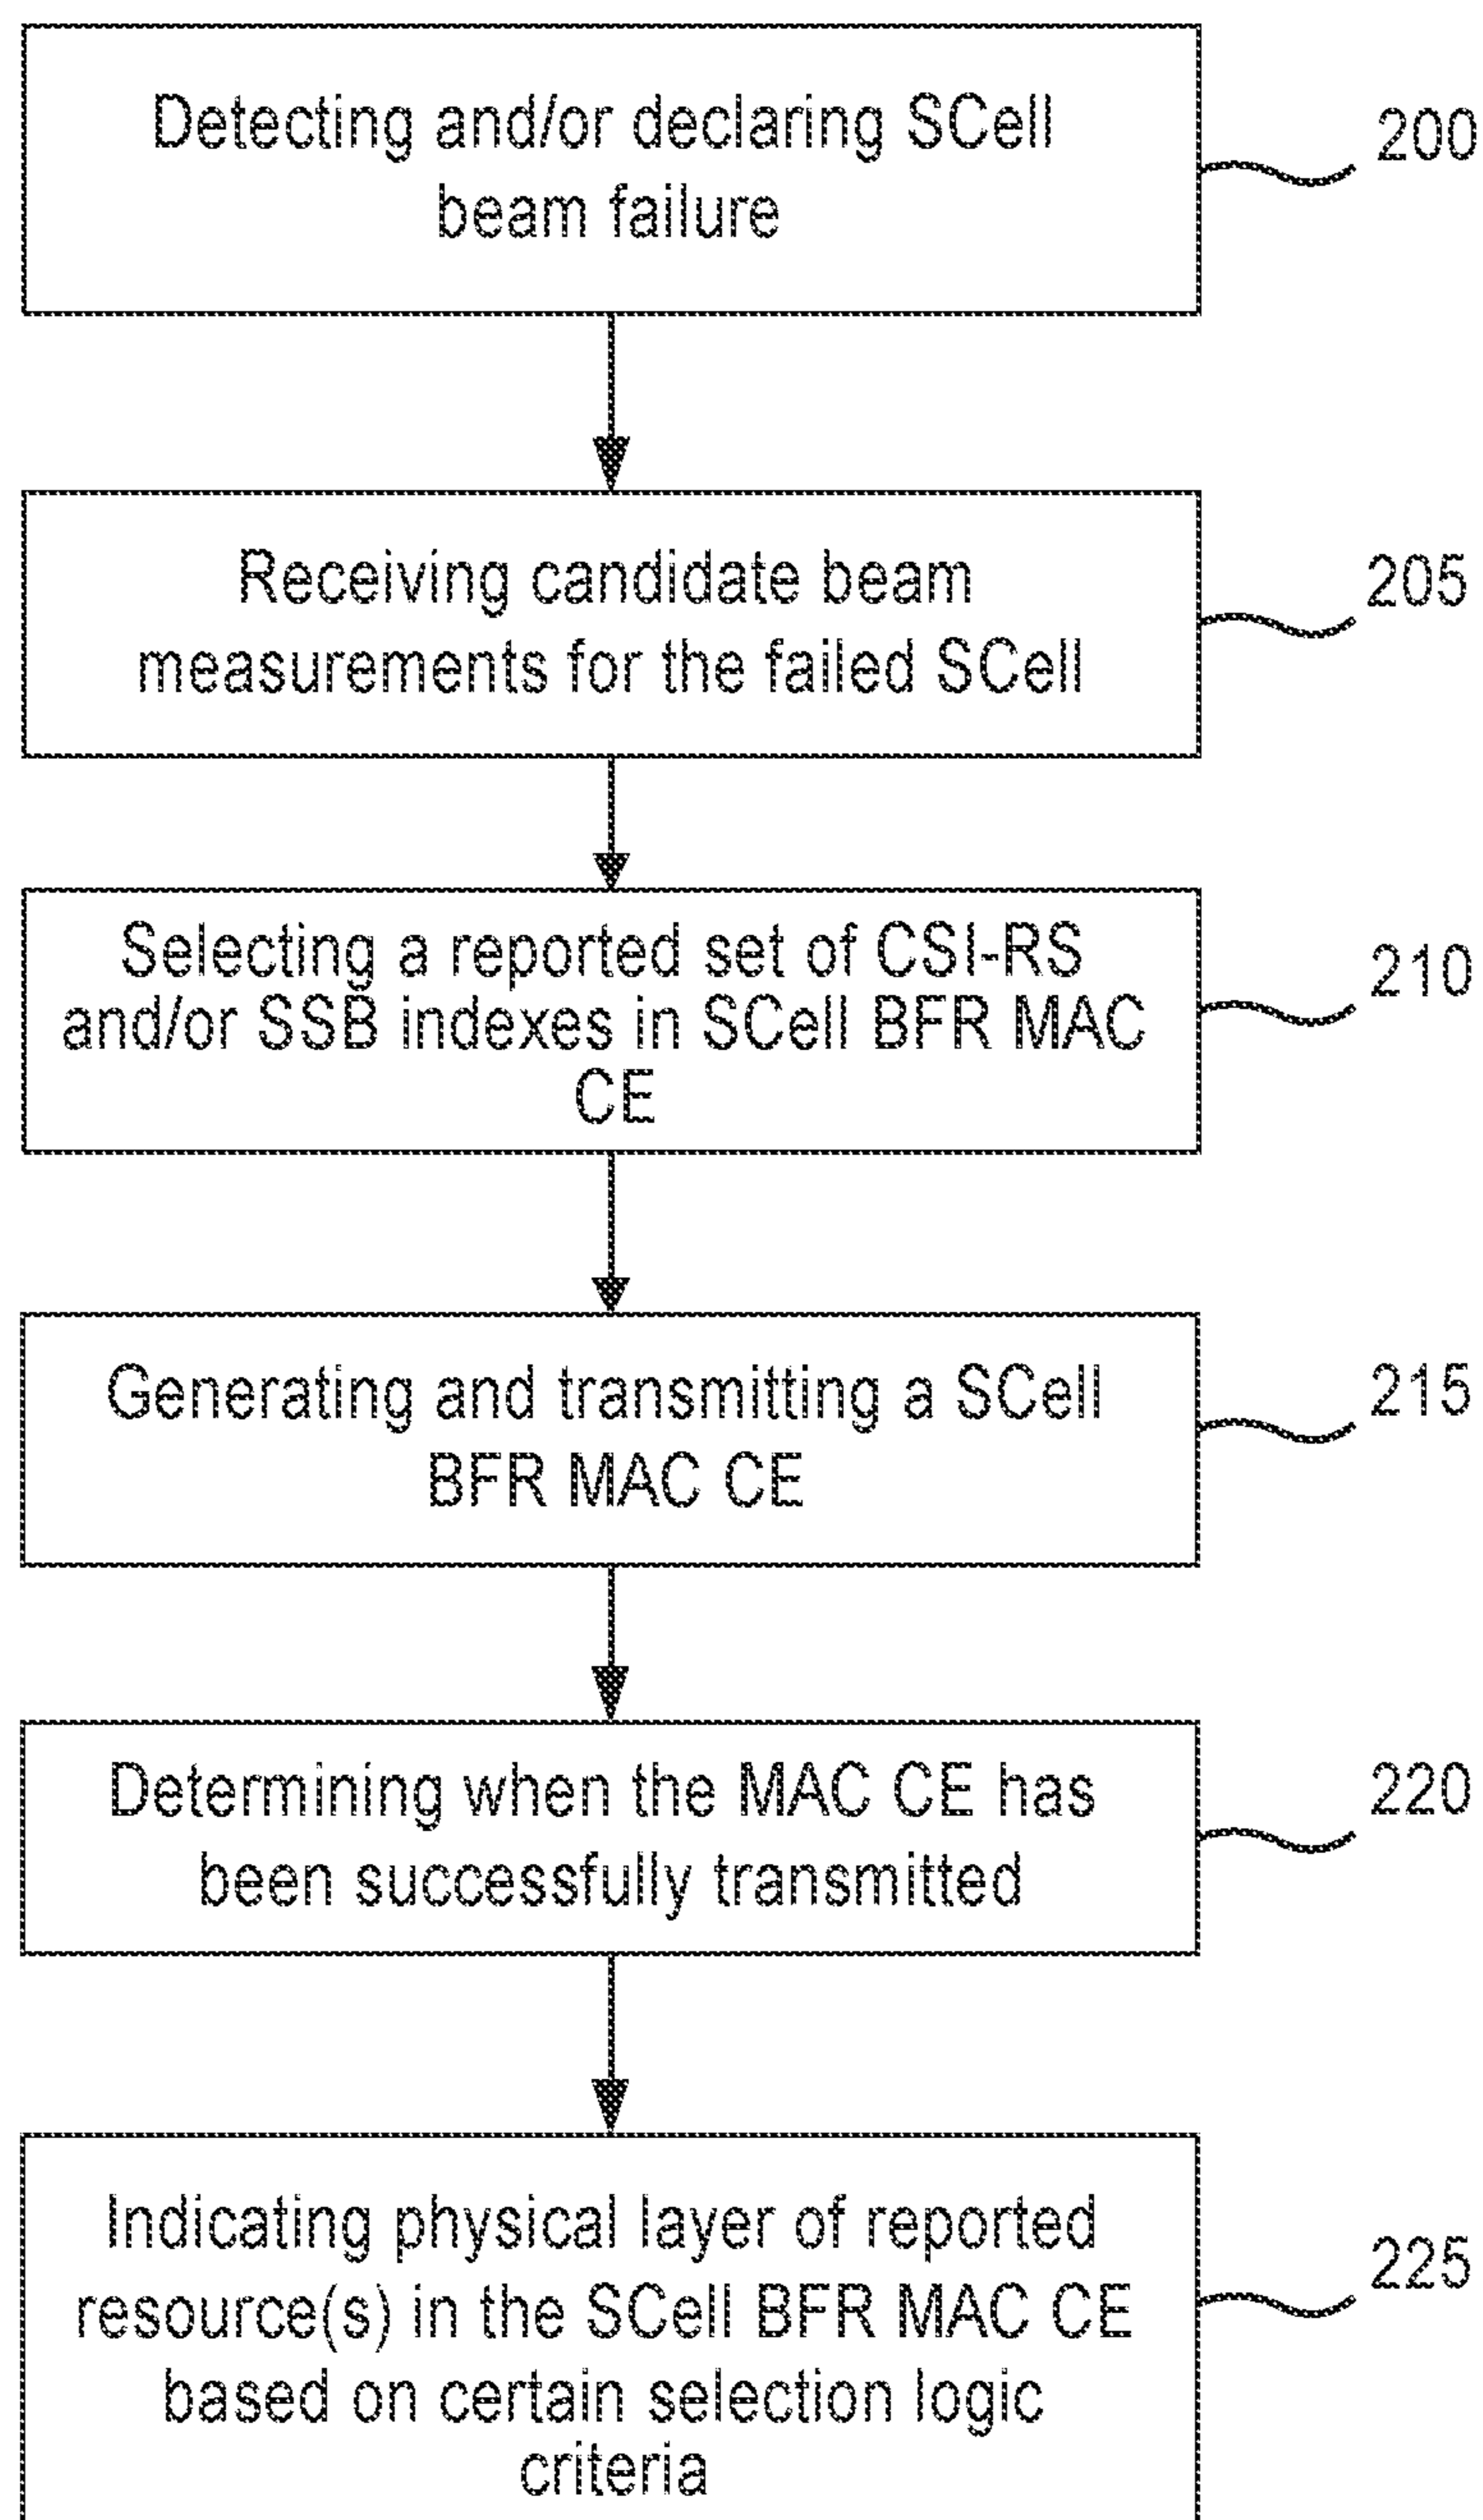 Detecting and/or declaring SCell
beam failure
200
Receiving candidate beam
measurements for the failed SCell
205
Selecting a reported set of CSI-RS
and/or SSB indexes in SCell BFR MAC
CE
210
Generating and transmitting a SCell
BFR MAC CE
215
Determining when the MAC CE has
been successfully transmitted
220
Indicating physical layer of reported
resource(s) in the SCell BFR MAC CE
based on certain selection logic
criteria
225